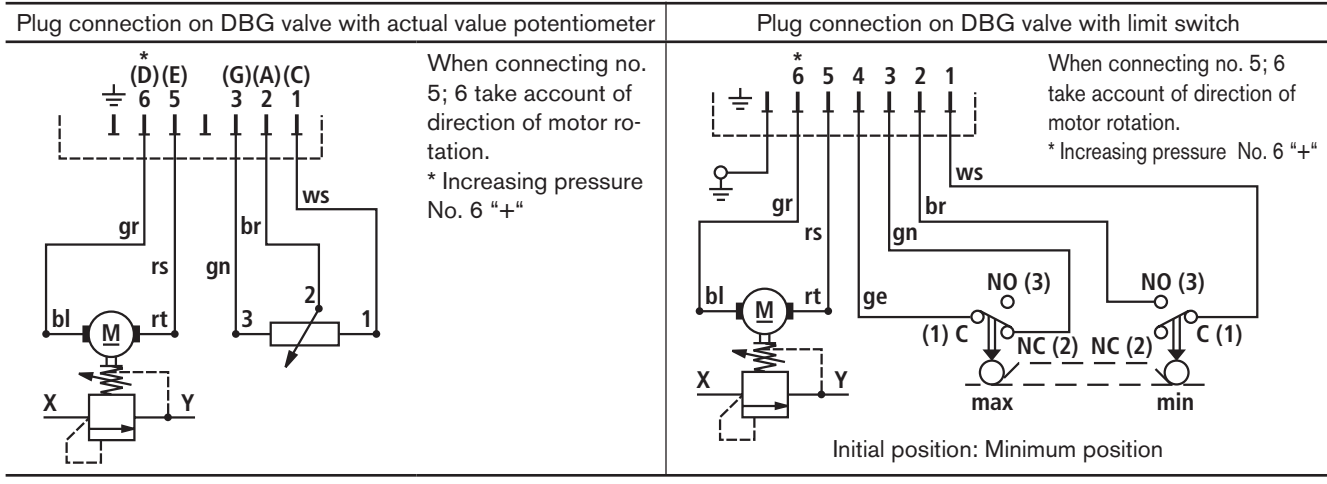 Plug connection on DBG valve with actual value potentiometer
*
(D) (E) (G) (A) (C)
6 5 3 2 1
When connecting no.
5; 6 take account of
direction of motor ro-
tation.
* Increasing pressure
No. 6 “+“
ws
gr br
rs gn
2
bl M rt 3 1
X Y
Plug connection on DBG valve with limit switch
*
6 5 4 3 2 1
When connecting no. 5; 6
take account of direction of
motor rotation.
* Increasing pressure No. 6 “+“
ws
gr br
rs gn
NO (3) NO (3)
bl M rt ge
(1) C NC (2) NC (2) C (1)
X Y
max min
Initial position: Minimum position